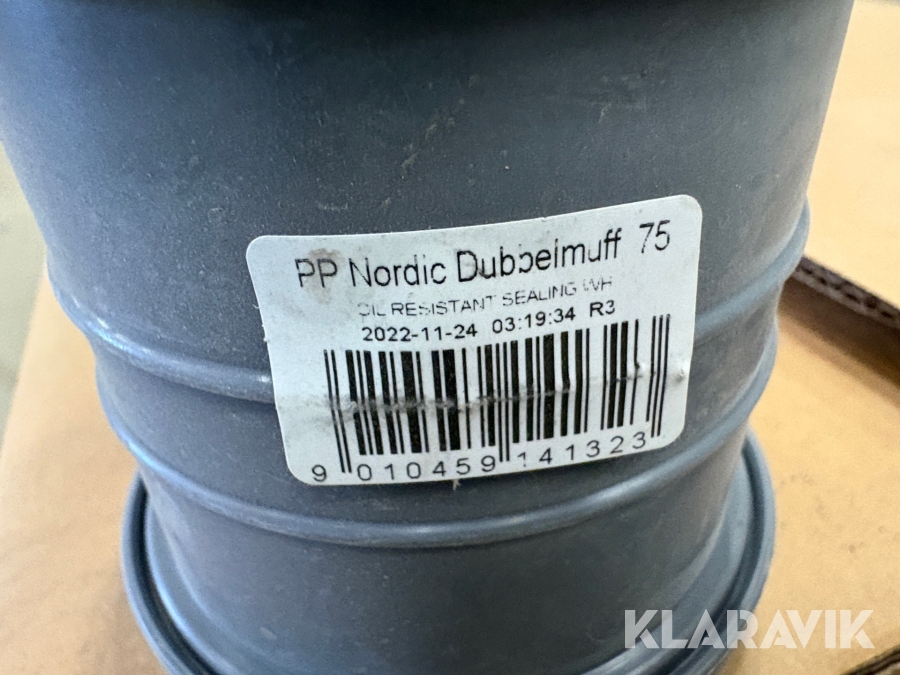 PP Nordic Dubbelmuff 75
OIL RESISTANT SEALING WH
2022-11-24 03:19:34 R3
9 010459 141323
KLARAVIK